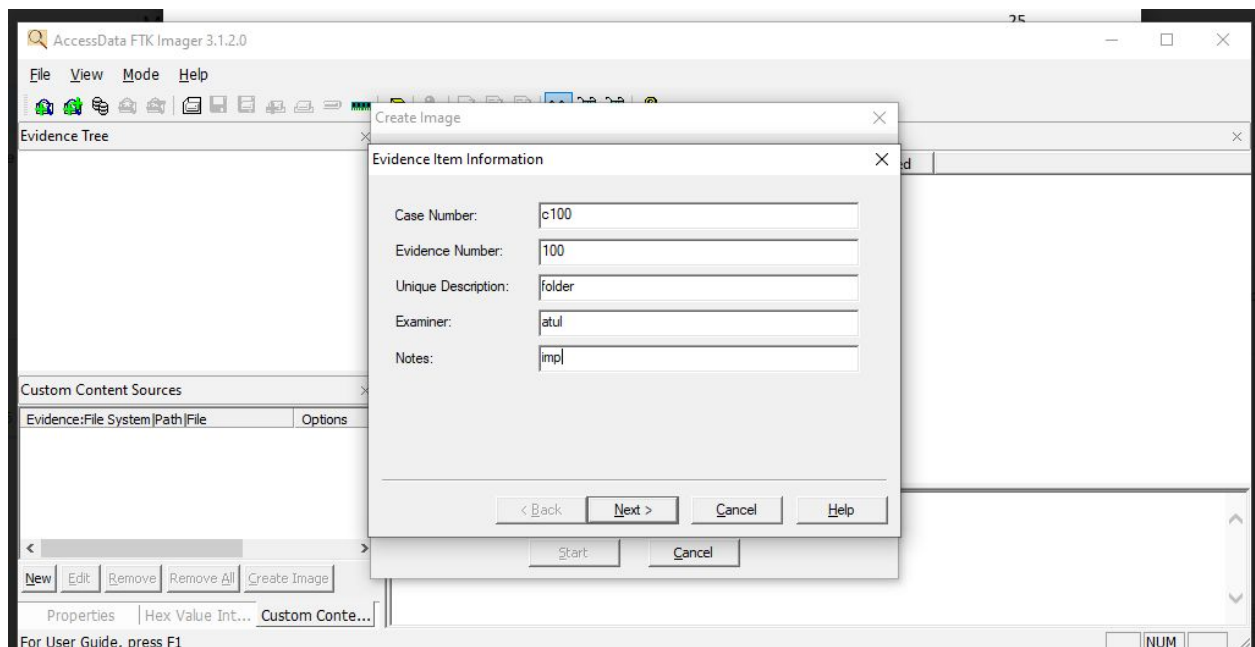 25
AccessData FTK Imager 3.1.2.0
File View Mode Help
Create Image
Evidence Tree
Evidence Item Information
ed
Case Number: c100
Evidence Number: 100
Unique Description: folder
Examiner: atul
Notes: imp
Custom Content Sources
Evidence:File System|Path|File Options
< Back Next > Cancel Help
Start Cancel
New Edit Remove Remove All Create Image
Properties Hex Value Int... Custom Conte...
For User Guide, press F1 NUM